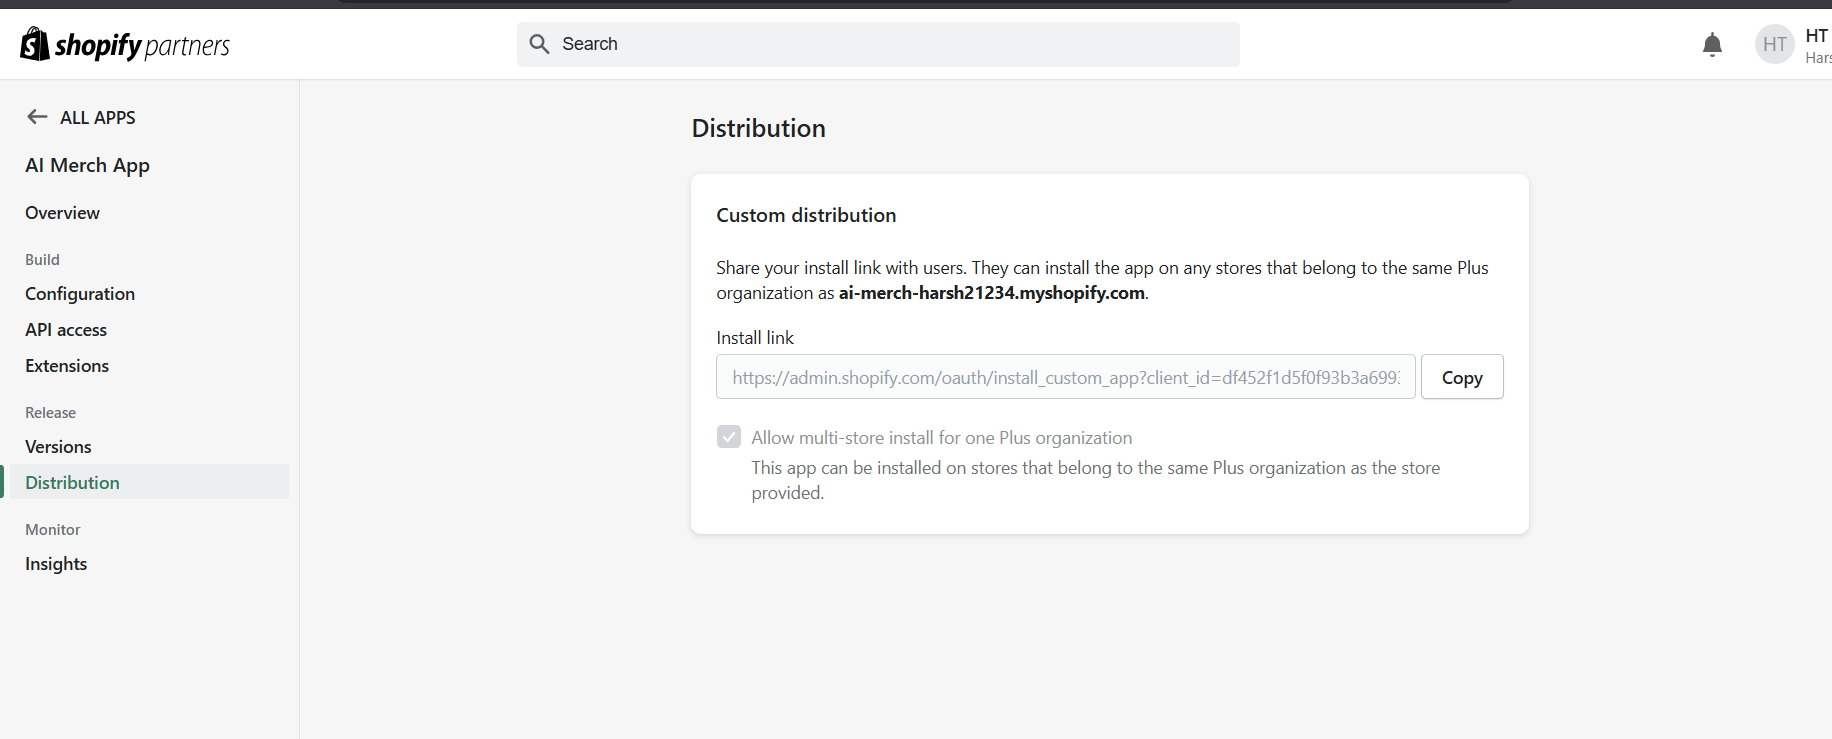 shopify partners
Search
HT
HT
Hars
ALL APPS
AI Merch App
Overview
Build
Configuration
API access
Extensions
Release
Versions
Distribution
Monitor
Insights
Distribution
Custom distribution
Share your install link with users. They can install the app on any stores that belong to the same Plus
organization as ai-merch-harsh21234.myshopify.com.
Install link
https://admin.shopify.com/oauth/install_custom_app?client_id=df452f1d5f0f93b3a699
Copy
Allow multi-store install for one Plus organization
This app can be installed on stores that belong to the same Plus organization as the store
provided.